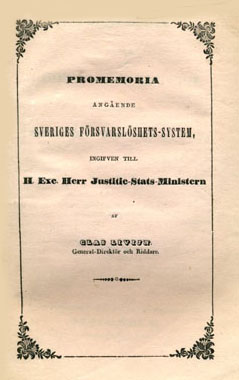 PROMEMORIA
ANGÅENDE
SVERIGES FÖRSVARSLÖSHETS-SYSTEM,
INGIFVEN TILL
H. Exc. Herr Justitie-Stats-Ministern
AF
CLAS LIVIJN.
General-Direktör och Riddare.